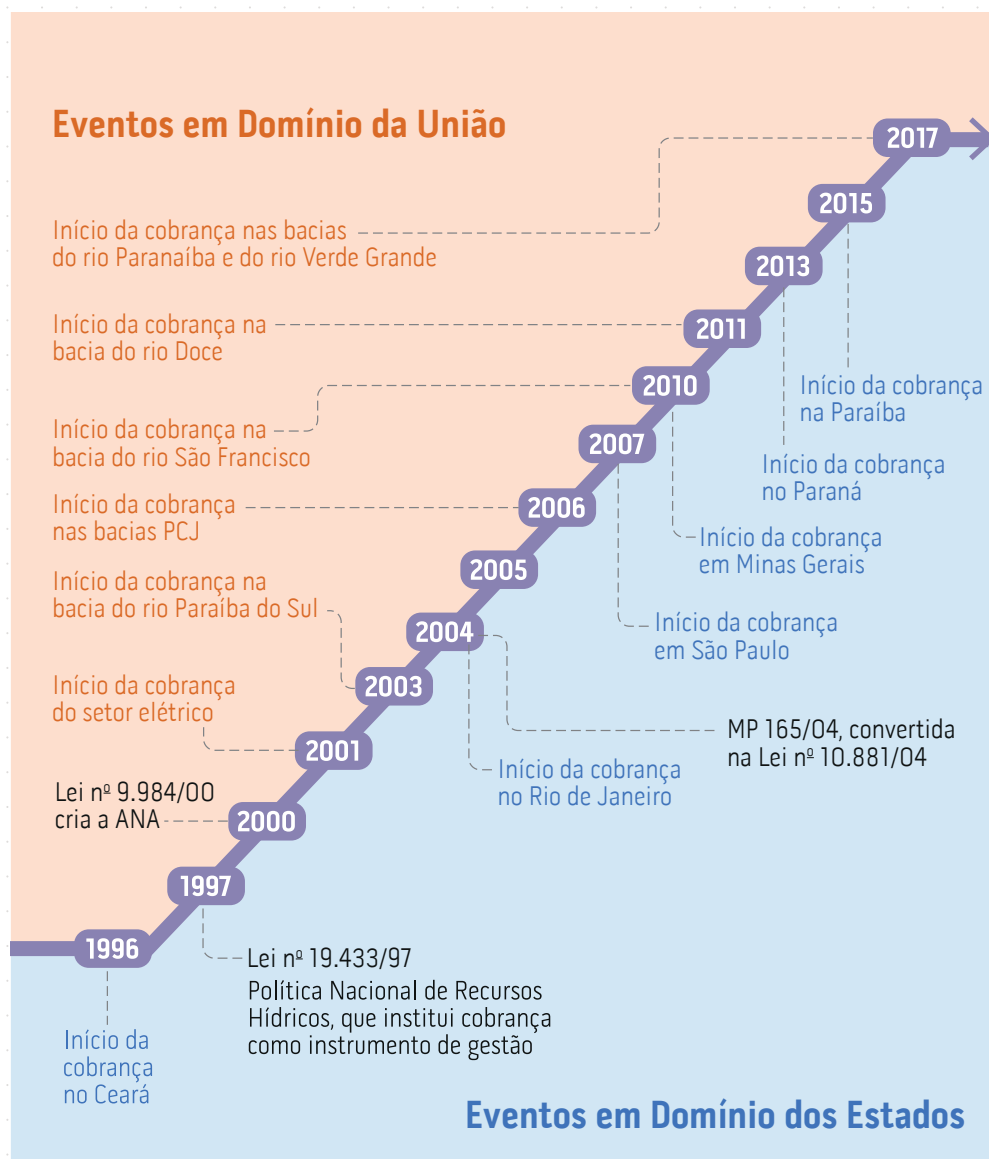 Eventos em Domínio da União
2017
2015
Início da cobrança nas bacias
do rio Paranaíba e do rio Verde Grande
2013
Início da cobrança na
bacia do rio Doce
2011
2010
Início da cobrança
na Paraíba
Início da cobrança na
bacia do rio São Francisco
2007
Início da cobrança
no Paraná
Início da cobrança
nas bacias PCJ
2006
Início da cobrança
em Minas Gerais
2005
Início da cobrança na
bacia do rio Paraíba do Sul
2004
Início da cobrança
em São Paulo
2003
Início da cobrança
do setor elétrico
MP 165/04, convertida
na Lei nº 10.881/04
2001
Início da cobrança
no Rio de Janeiro
Lei nº 9.984/00
cria a ANA
2000
1997
1996
Lei nº 19.433/97
Política Nacional de Recursos
Hídricos, que institui cobrança
como instrumento de gestão
Início da
cobrança
no Ceará
Eventos em Domínio dos Estados